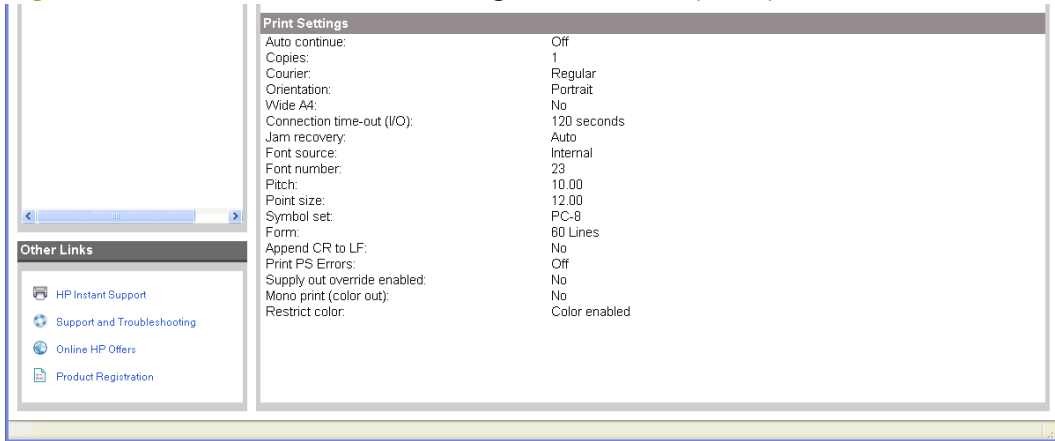 Print Settings
Auto continue: Off
Copies: 1
Courier: Regular
Orientation: Portrait
Wide A4: No
Connection time-out (I/O): 120 seconds
Jam recovery: Auto
Font source: Internal
Font number: 23
Pitch: 10.00
Point size: 12.00
Symbol set: PC-8
Form: 60 Lines
Append CR to LF: No
Print PS Errors: Off
Supply out override enabled: No
Mono print (color out): No
Restrict color: Color enabled
Other Links
HP Instant Support
Support and Troubleshooting
Online HP Offers
Product Registration